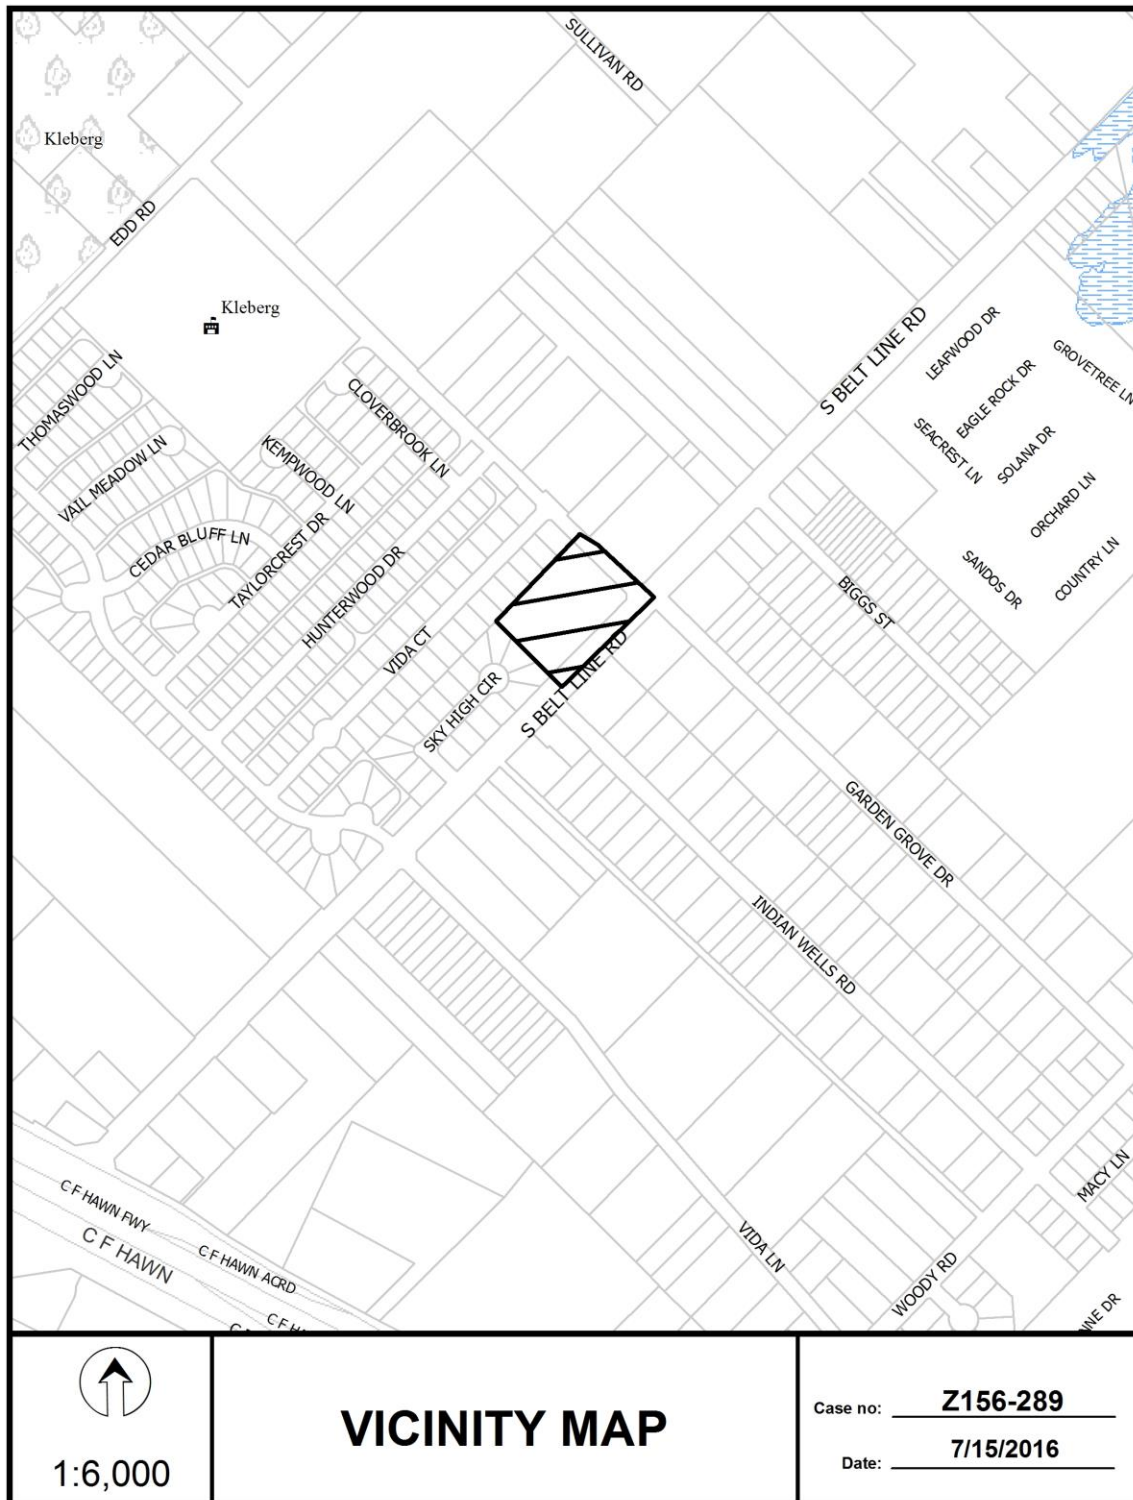 SULLIVAN RD
Kleberg
EDD RD
Kleberg
S BELT LINE RD
LEAFWOOD DR
GROVETREE LN
EAGLE ROCK DR
SEACREST LN
SOLANA DR
ORCHARD LN
SANDOS DR
COUNTRY LN
THOMASWOOD LN
CLOVERBROOK LN
VAIL MEADOW LN
KEMPWOOD LN
CEDAR BLUFF LN
TAYLORCREST DR
HUNTERWOOD DR
VIDA CT
SKY HIGH CIR
S BELT LINE RD
BIGGS ST
GARDEN GROVE DR
INDIAN WELLS RD
MACY LN
VIDA LN
WOODY RD
NNE DR
C F HAWN FWY
C F HAWN
C F HAWN ACRD
C F H
1:6,000
VICINITY MAP
Case no: Z156-289
Date: 7/15/2016